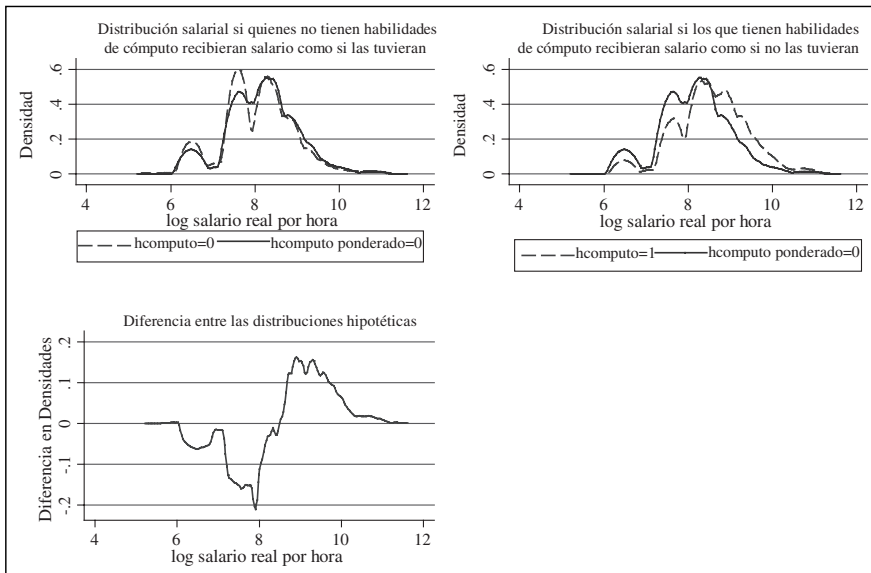 Distribución salarial si quienes no tienen habilidades
de cómputo recibieran salario como si las tuvieran
Densidad
.6
.4
.2
0
4 6 8 10 12
log salario real por hora
hcomputo=0 hcomputo ponderado=0
Distribución salarial si los que tienen habilidades
de cómputo recibieran salario como si no las tuvieran
Densidad
.6
.4
.2
0
4 6 8 10 12
log salario real por hora
hcomputo=1 hcomputo ponderado=0
Diferencia entre las distribuciones hipotéticas
Diferencia en Densidades
.2
.1
0
-.1
-.2
4 6 8 10 12
log salario real por hora